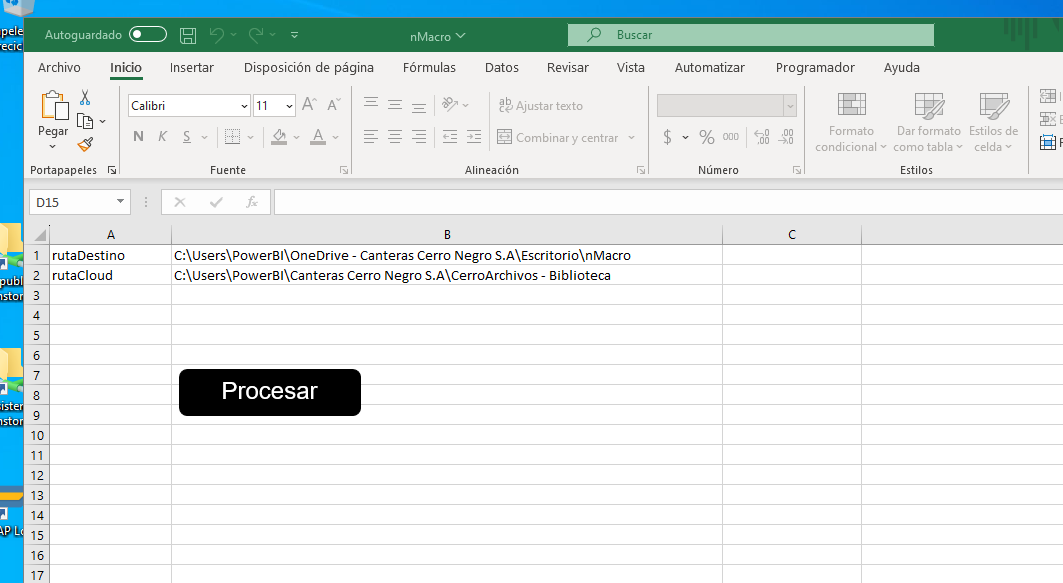 Autoguardado
nMacro
Buscar
Archivo Inicio Insertar Disposición de página Fórmulas Datos Revisar Vista Automatizar Programador Ayuda
Pegar
Portapapeles
Calibri 11
N K S
Fuente
Ajustar texto
Combinar y centrar
Alineación
$ % 000
Número
Formato condicional
Dar formato como tabla
Estilos de celda
Estilos
D15
fx
A B C
1 rutaDestino C:\Users\PowerBI\OneDrive - Canteras Cerro Negro S.A\Escritorio\nMacro
2 rutaCloud C:\Users\PowerBI\Canteras Cerro Negro S.A\CerroArchivos - Biblioteca
3
4
5
6
7
Procesar
8
9
10
11
12
13
14
15
16
17